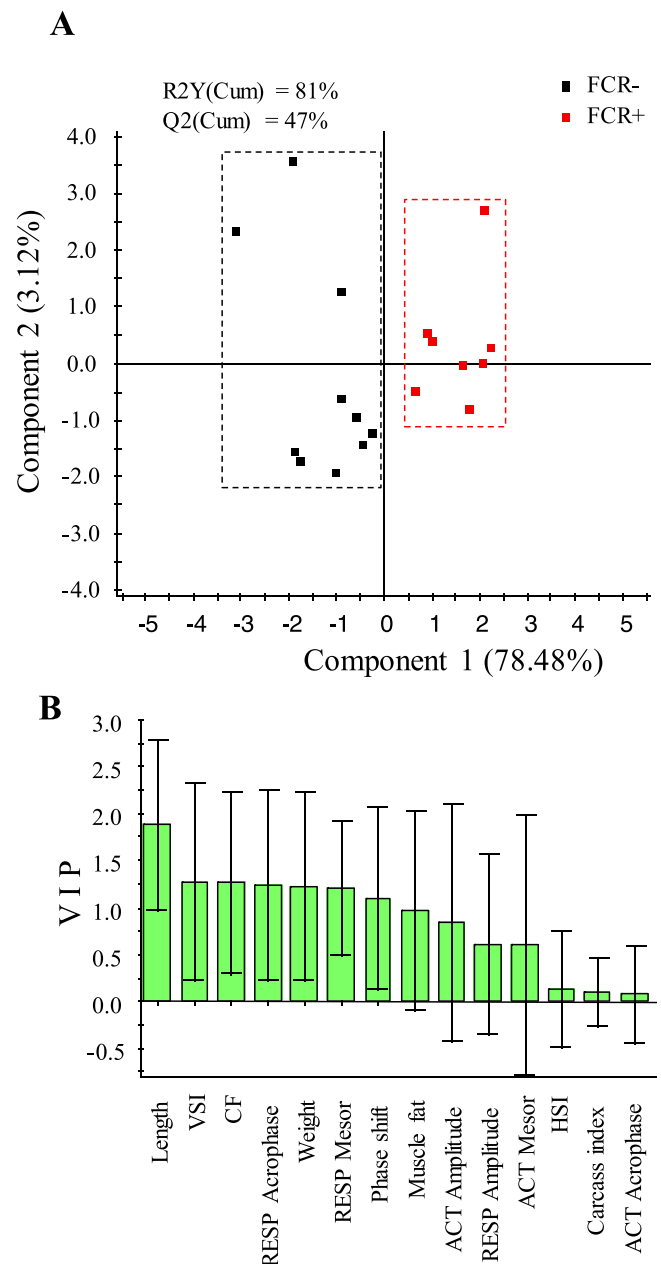 A
R2Y(Cum) = 81%
Q2(Cum) = 47%
FCR-
FCR+
4.0
3.0
2.0
1.0
0.0
-1.0
-2.0
-3.0
-4.0
Component 2 (3.12%)
-5 -4 -3 -2 -1 0 1 2 3 4 5
Component 1 (78.48%)
B
3.0
2.5
2.0
1.5
1.0
0.5
0.0
-0.5
V I P
Length
VSI
CF
RESP Acrophase
Weight
RESP Mesor
Phase shift
Muscle fat
ACT Amplitude
RESP Amplitude
ACT Mesor
HSI
Carcass index
ACT Acrophase